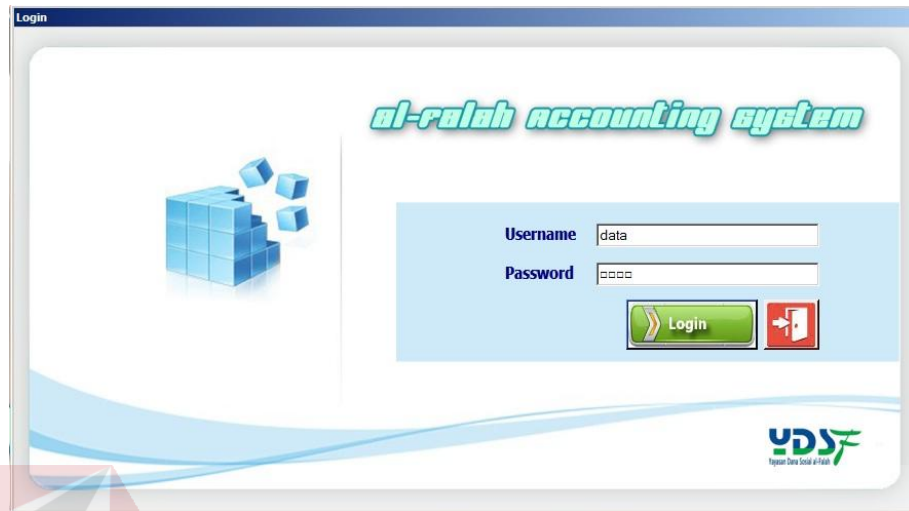 Login
al-falah accounting system
Username data
Password
Login
YDSF
Yayasan Dana Sosial al-Falah